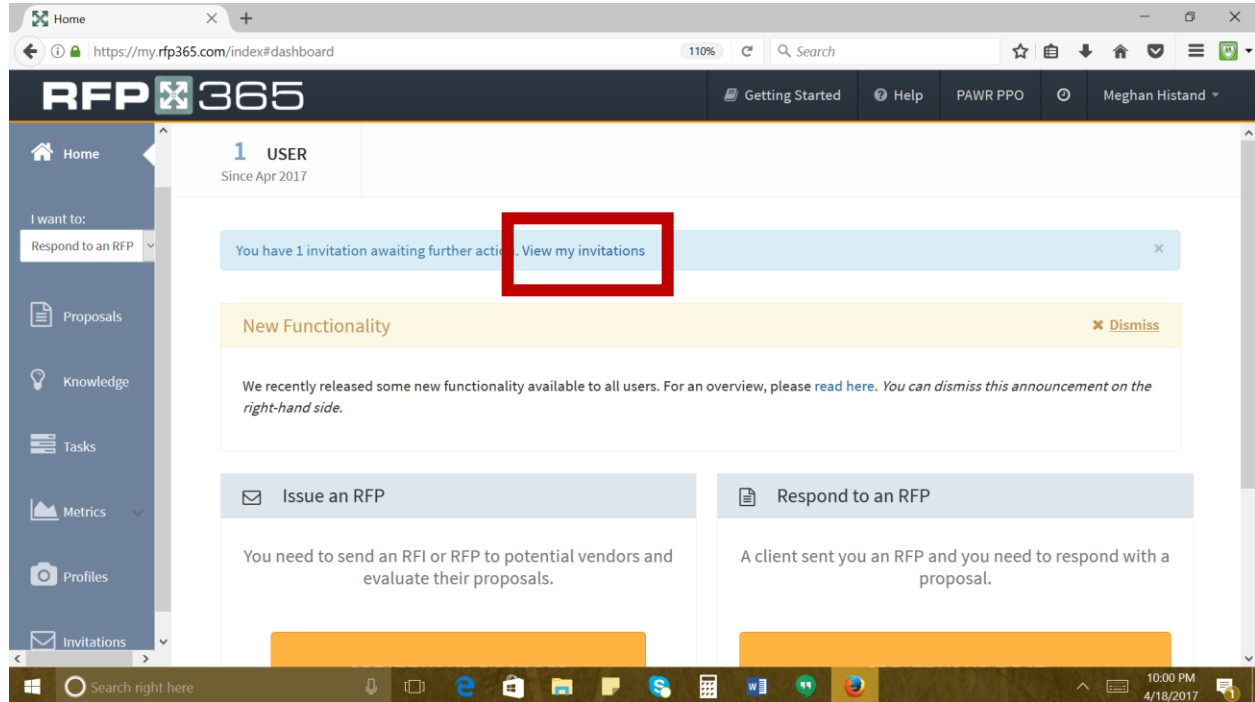 Home
https://my.rfp365.com/index#dashboard 110% Search
RFP 365 Getting Started Help PAWR PPO Meghan Histand
Home
1 USER
Since Apr 2017
I want to:
Respond to an RFP
You have 1 invitation awaiting further action. View my invitations
Proposals
New Functionality
Dismiss
Knowledge
We recently released some new functionality available to all users. For an overview, please read here. You can dismiss this announcement on the
right-hand side.
Tasks
Metrics
Issue an RFP
Respond to an RFP
You need to send an RFI or RFP to potential vendors and
evaluate their proposals.
A client sent you an RFP and you need to respond with a
proposal.
Profiles
Invitations
Search right here
10:00 PM
4/18/2017
1